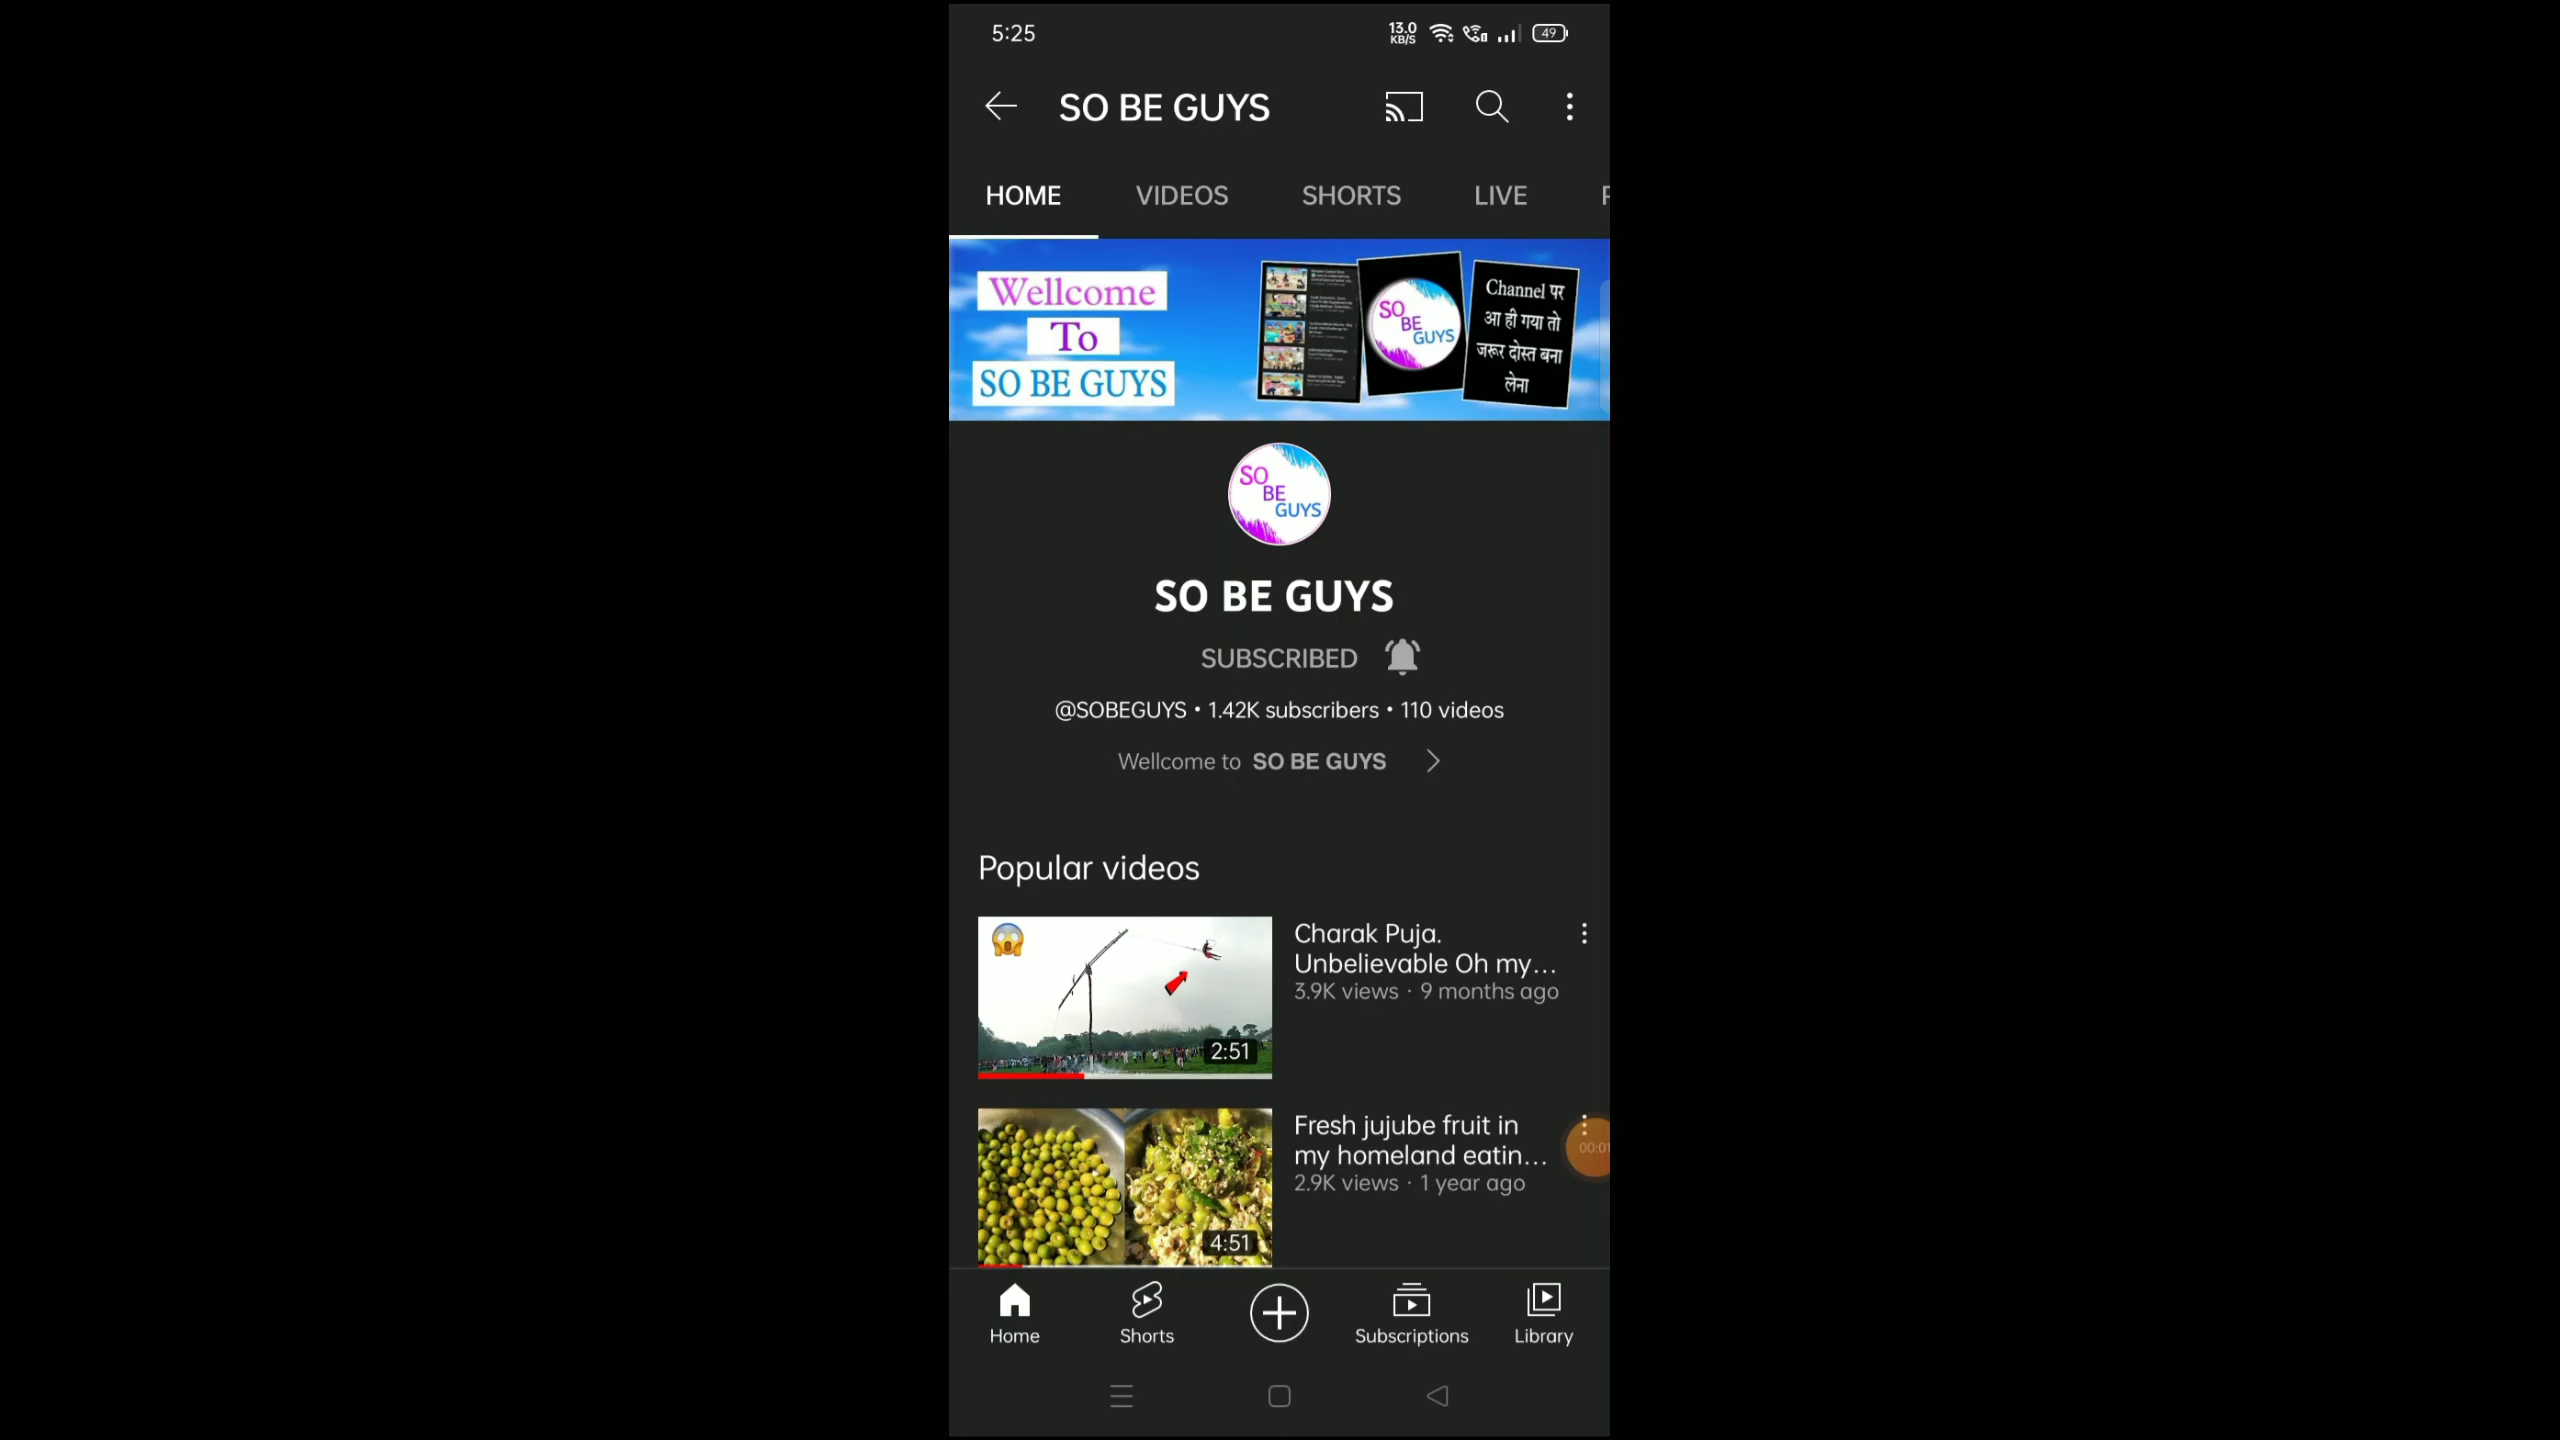 5:25
13.0
KB/S
49
SO BE GUYS
HOME VIDEOS SHORTS LIVE
Wellcome
To
SO BE GUYS
SO
BE
GUYS
Channel पर
आ ही गया तो
जरूर दोस्त बना
लेना
SO
BE
GUYS
SO BE GUYS
SUBSCRIBED
@SOBEGUYS • 1.42K subscribers • 110 videos
Wellcome to SO BE GUYS
Popular videos
Charak Puja.
Unbelievable Oh my...
3.9K views · 9 months ago
2:51
Fresh jujube fruit in
my homeland eatin...
2.9K views · 1 year ago
00:01
4:51
Home Shorts Subscriptions Library